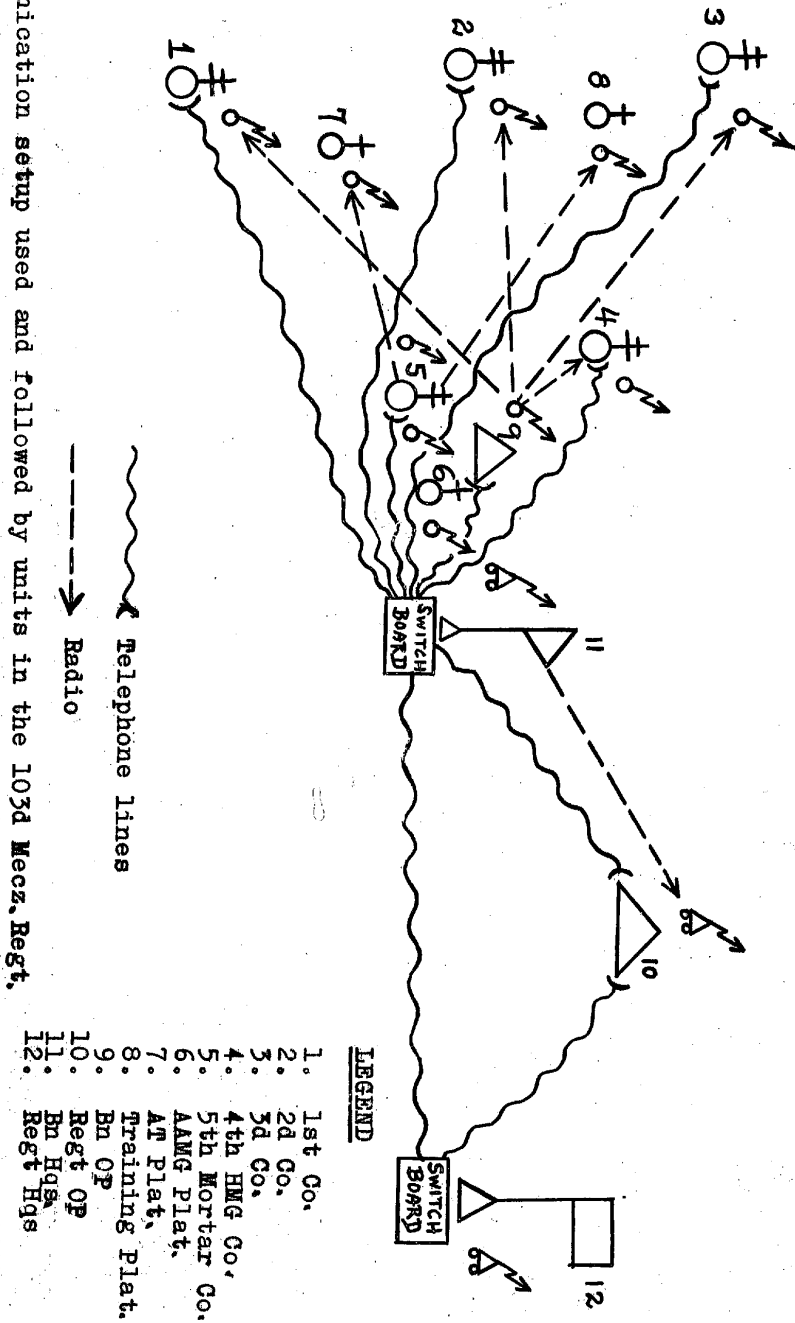 3
2
1
8
7
4
5
9
6
11
10
12
SWITCH
BOARD
SWITCH
BOARD
Telephone lines
Radio
LEGEND
1. 1st Co.
2. 2d Co.
3. 3d Co.
4. 4th HMG Co.
5. 5th Mortar Co.
6. AAMG Plat.
7. AT Plat.
8. Training Plat.
9. Bn OP
10. Regt OP
11. Bn Hqs.
12. Regt Hqs
setup used and followed by units in the 103d Mecz. Regt.